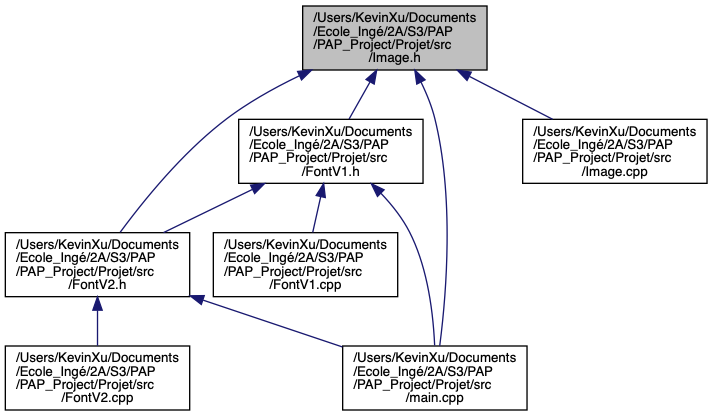 /Users/KevinXu/Documents
/Ecole_Ingé/2A/S3/PAP
/PAP_Project/Projet/src
/Image.h
/Users/KevinXu/Documents
/Ecole_Ingé/2A/S3/PAP
/PAP_Project/Projet/src
/FontV1.h
/Users/KevinXu/Documents
/Ecole_Ingé/2A/S3/PAP
/PAP_Project/Projet/src
/Image.cpp
/Users/KevinXu/Documents
/Ecole_Ingé/2A/S3/PAP
/PAP_Project/Projet/src
/FontV2.h
/Users/KevinXu/Documents
/Ecole_Ingé/2A/S3/PAP
/PAP_Project/Projet/src
/FontV1.cpp
/Users/KevinXu/Documents
/Ecole_Ingé/2A/S3/PAP
/PAP_Project/Projet/src
/FontV2.cpp
/Users/KevinXu/Documents
/Ecole_Ingé/2A/S3/PAP
/PAP_Project/Projet/src
/main.cpp